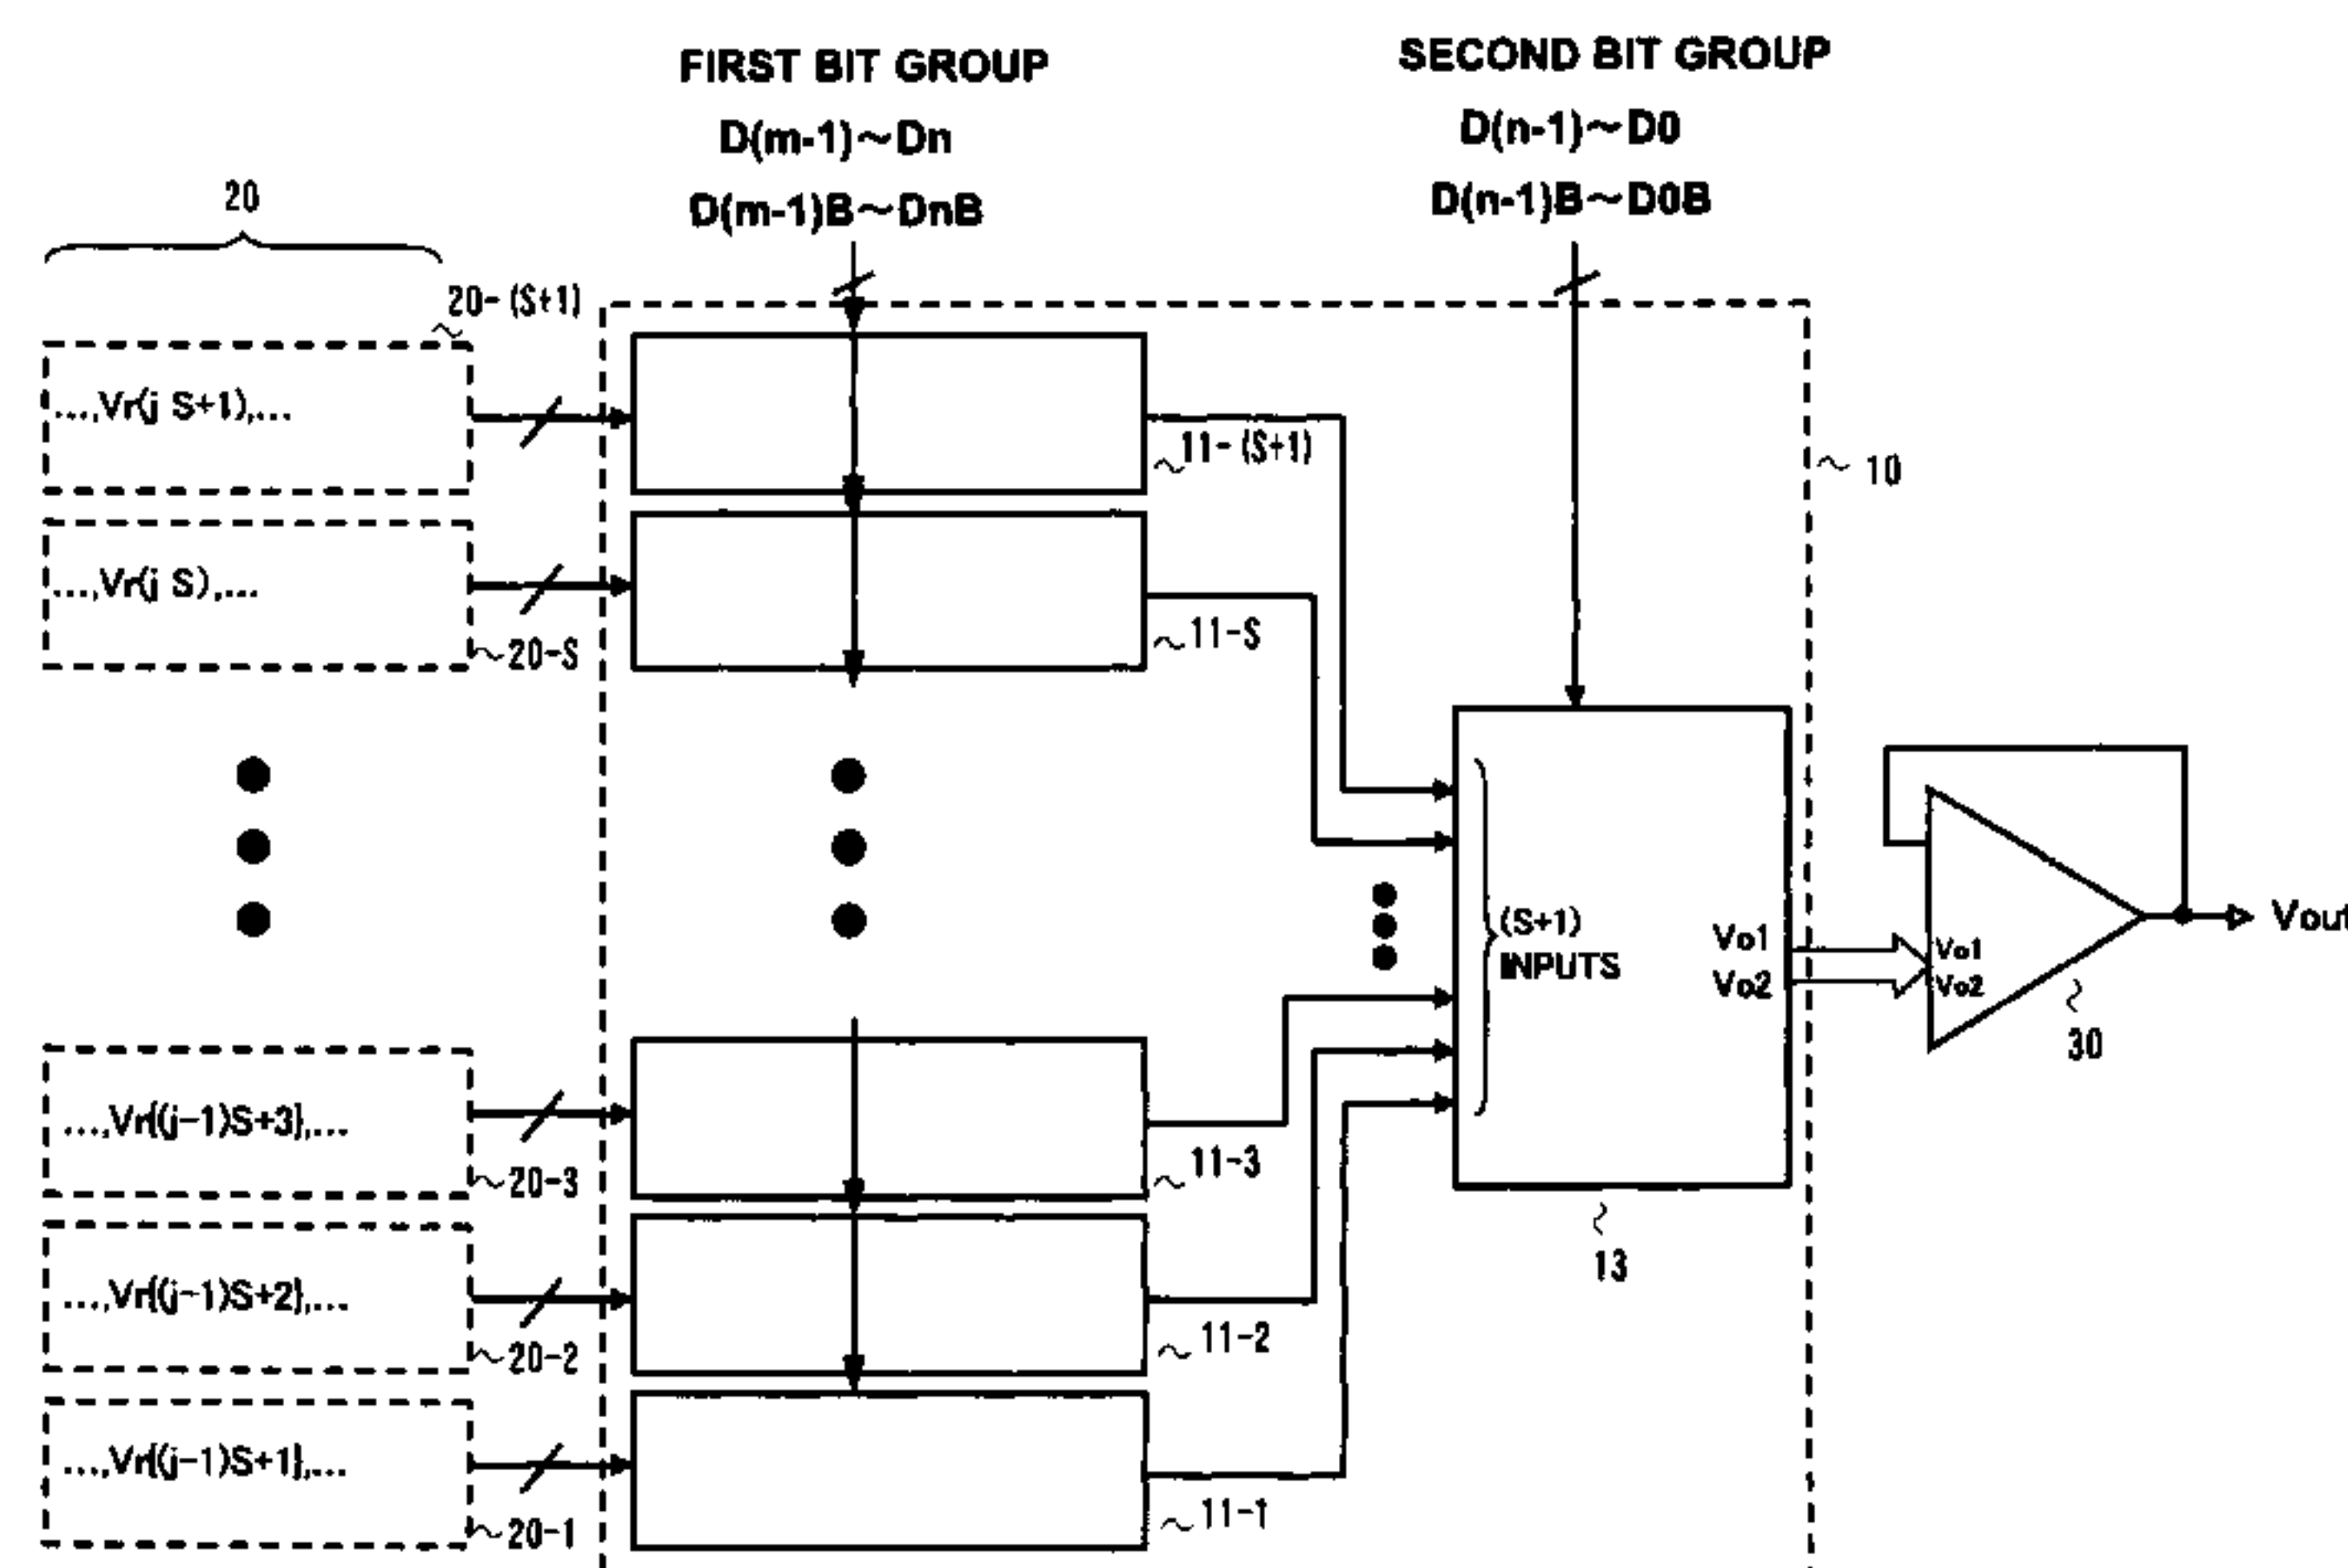 FIRST BIT GROUP
D(m-1)~Dn
D(m-1)B~DnB
SECOND BIT GROUP
D(n-1)~D0
D(n-1)B~D0B
20
20-(S+1)
...,Vr(j S+1),...
11-(S+1)
10
...,Vr(j S),...
20-S
11-S
(S+1)
INPUTS
Vo1
Vo2
Vo1
Vo2
Vout
30
...,Vr{(j-1)S+3},...
20-3
11-3
13
...,Vr{(j-1)S+2},...
20-2
11-2
...,Vr{(j-1)S+1},...
20-1
11-1